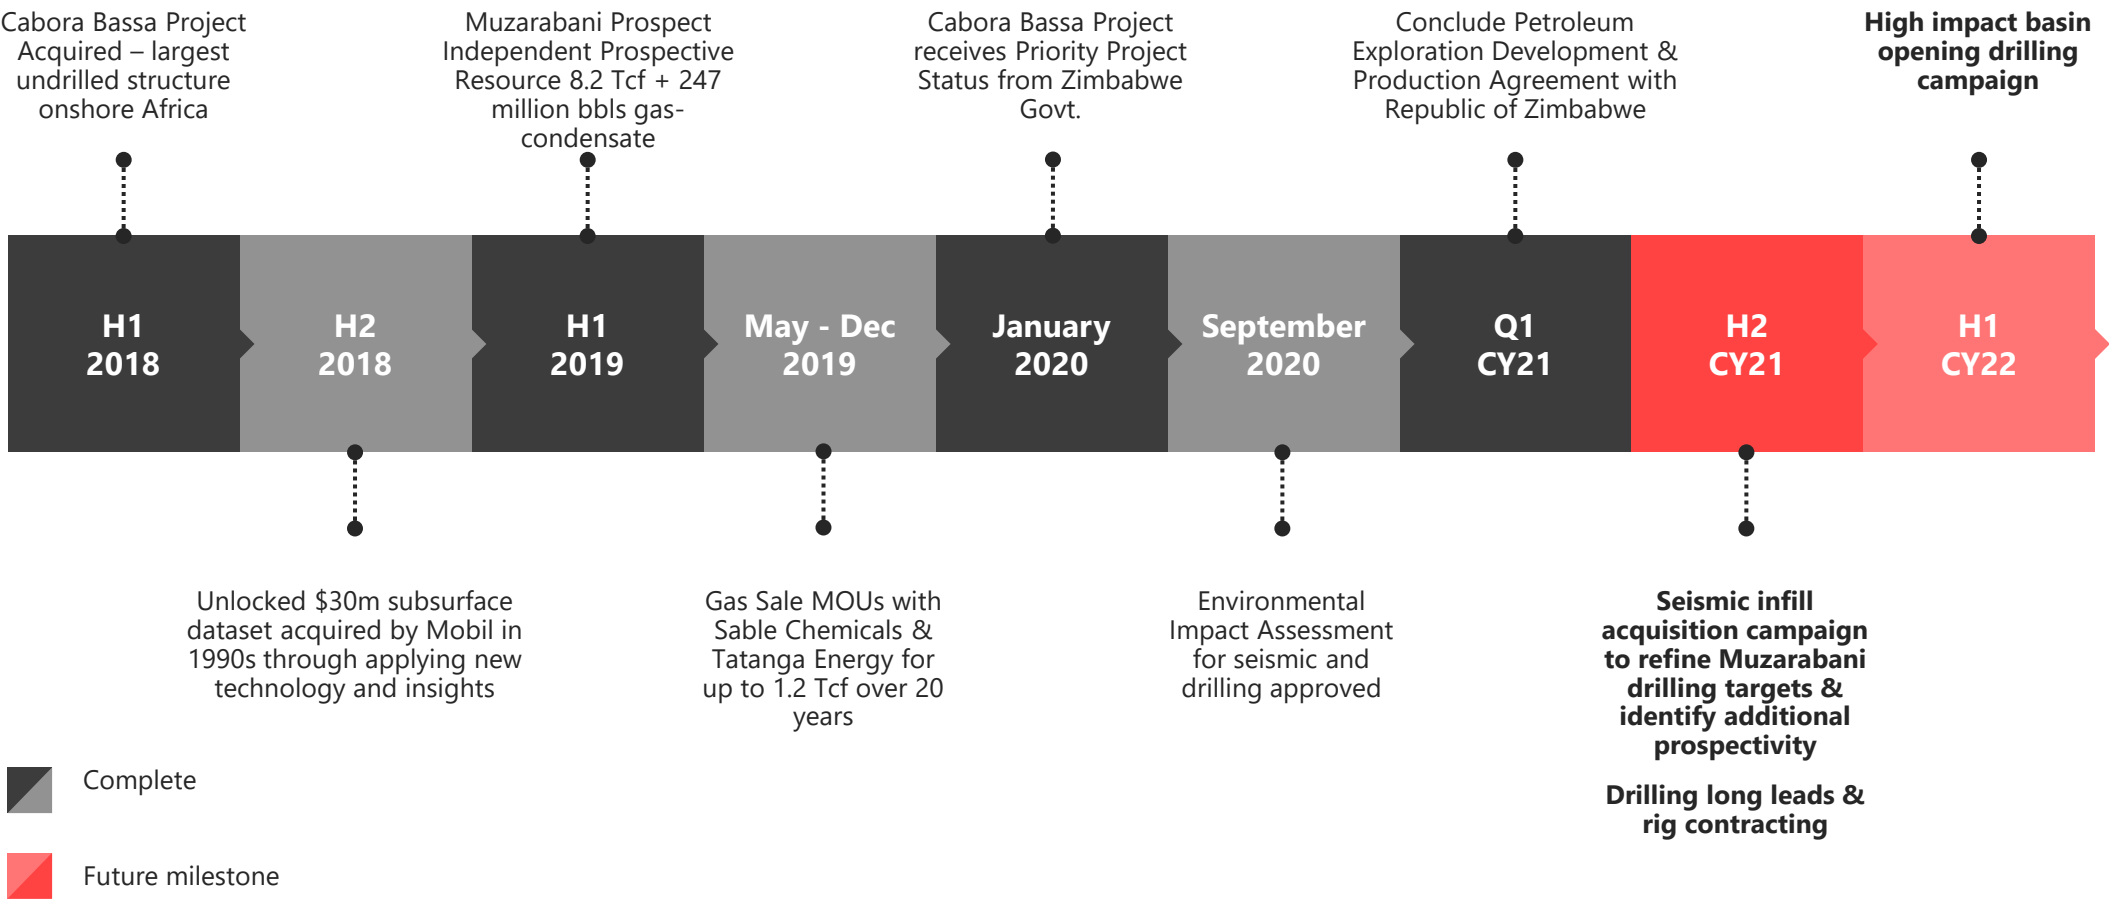 Cabora Bassa Project
Acquired – largest
undrilled structure
onshore Africa
Muzarabani Prospect
Independent Prospective
Resource 8.2 Tcf + 247
million bbls gas-
condensate
Cabora Bassa Project
receives Priority Project
Status from Zimbabwe
Govt.
Conclude Petroleum
Exploration Development &
Production Agreement with
Republic of Zimbabwe
High impact basin
opening drilling
campaign
H1
2018
H2
2018
H1
2019
May - Dec
2019
January
2020
September
2020
Q1
CY21
H2
CY21
H1
CY22
Unlocked $30m subsurface
dataset acquired by Mobil in
1990s through applying new
technology and insights
Gas Sale MOUs with
Sable Chemicals &
Tatanga Energy for
up to 1.2 Tcf over 20
years
Environmental
Impact Assessment
for seismic and
drilling approved
Seismic infill
acquisition campaign
to refine Muzarabani
drilling targets &
identify additional
prospectivity
Drilling long leads &
rig contracting
Complete
Future milestone